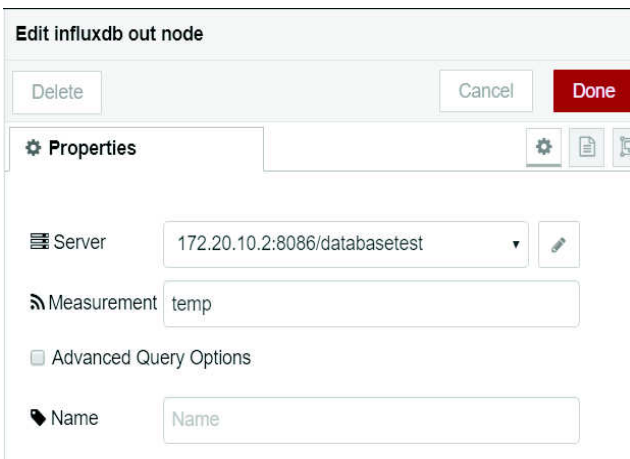 Edit influxdb out node
Delete
Cancel
Done
Properties
Server
172.20.10.2:8086/databasetest
Measurement
temp
Advanced Query Options
Name
Name